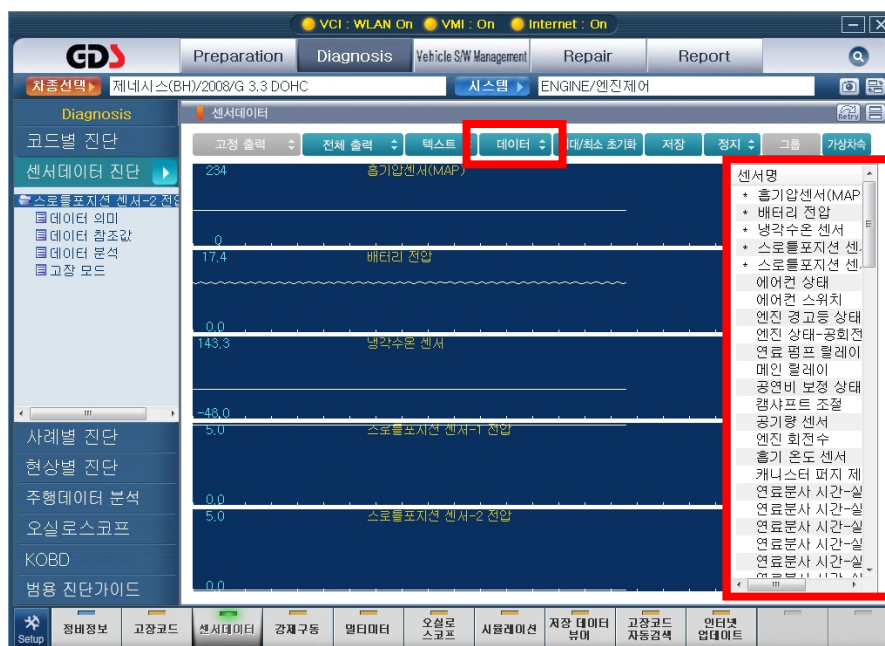 VCI : WLAN On VMI : On Internet : On
GDS Preparation Diagnosis Vehicle S/W Management Repair Report
차종선택 제네시스(BH)/2008/G 3.3 DOHC 시스템 ENGINE/엔진제어
Diagnosis
코드별 진단
센서데이터 진단
스로틀포지션 센서-2 전압
데이터 의미
데이터 참조값
데이터 분석
고장 모드
사례별 진단
현상별 진단
주행데이터 분석
오실로스코프
KOBD
범용 진단가이드
센서데이터 Retry
고정 출력 전체 출력 텍스트 데이터 최대/최소 초기화 저장 정지 그룹 가상차속
234 흡기압센서(MAP)
0
17.4 배터리 전압
0.0
143.3 냉각수온 센서
-48.0
5.0 스로틀포지션 센서-1 전압
0.0
5.0 스로틀포지션 센서-2 전압
0.0
센서명
* 흡기압센서(MAP
* 배터리 전압
* 냉각수온 센서
* 스로틀포지션 센.
* 스로틀포지션 센.
에어컨 상태
에어컨 스위치
엔진 경고등 상태
엔진 상태-공회전
연료 펌프 릴레이
메인 릴레이
공연비 보정 상태
캠샤프트 조절
공기량 센서
엔진 회전수
흡기 온도 센서
캐니스터 퍼지 제
연료분사 시간-실
연료분사 시간-실
연료분사 시간-실
연료분사 시간-실
연료분사 시간-실
연료분사 시간-실
Setup 정비정보 고장코드 센서데이터 강제구동 멀티미터 오실로스코프 시뮬레이션 저장 데이터 뷰어 고장코드 자동검색 인터넷 업데이트